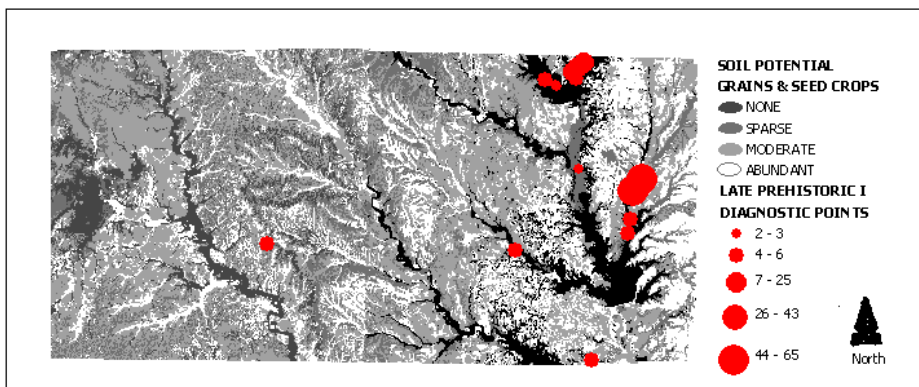 SOIL POTENTIAL
GRAINS & SEED CROPS
NONE
SPARSE
MODERATE
ABUNDANT
LATE PREHISTORIC I
DIAGNOSTIC POINTS
2 - 3
4 - 6
7 - 25
26 - 43
44 - 65
North